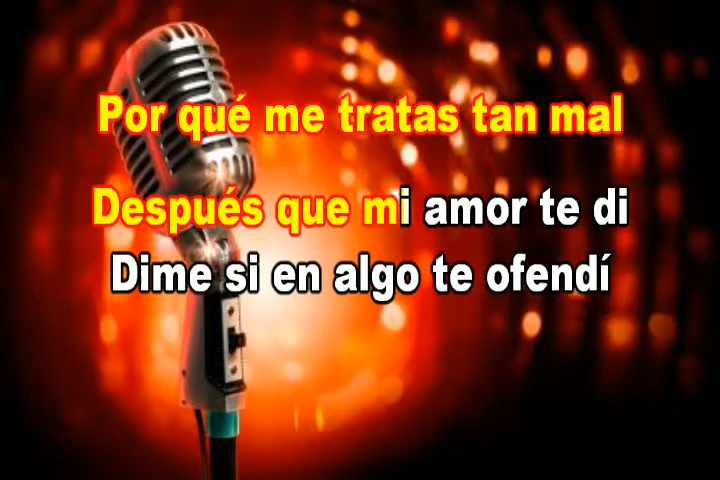 Por qué me tratas tan mal
Después que mi amor te di
Dime si en algo te ofendí